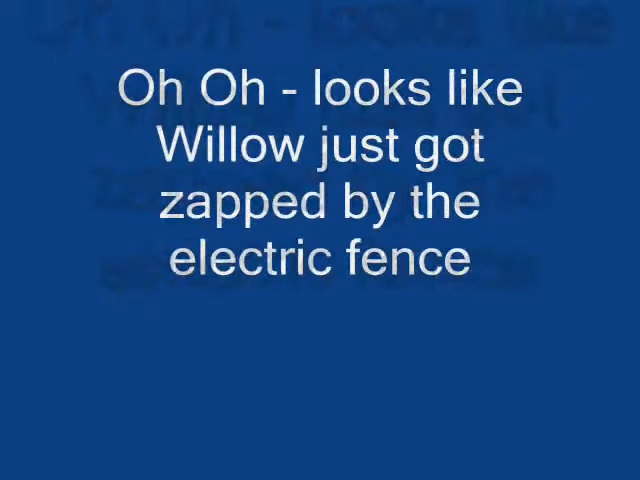 Oh Oh - looks like
Willow just got
zapped by the
electric fence